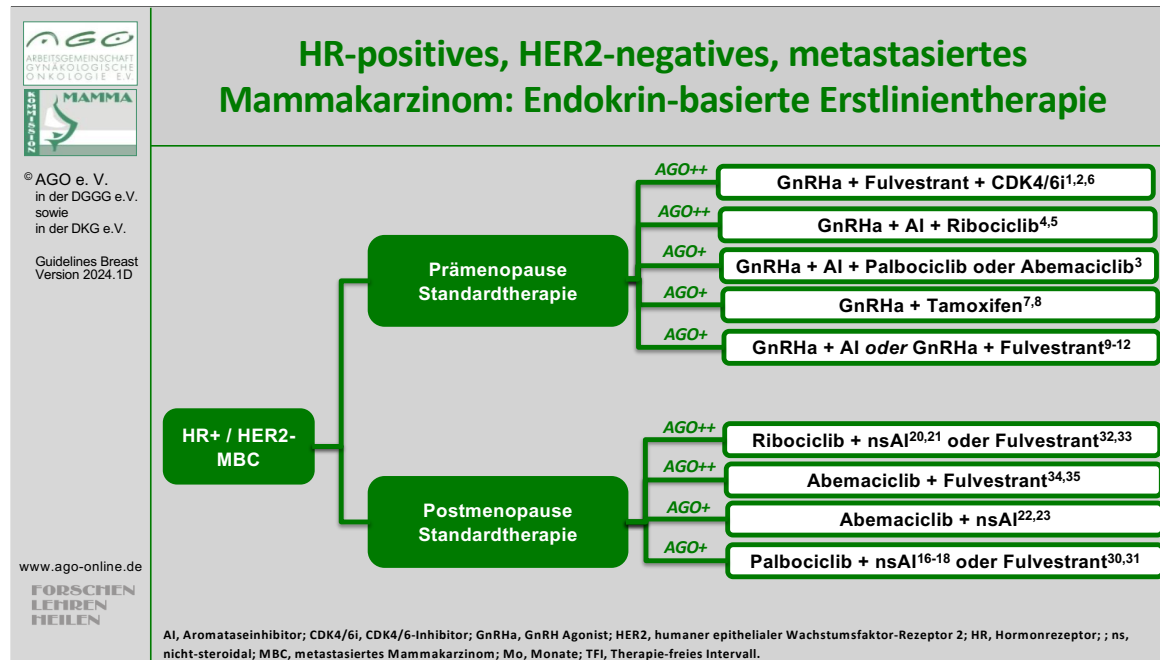 AGO
ARBEITSGEMEINSCHAFT
GYNÄKOLOGISCHE
ONKOLOGIE E.V.
KOMMISSION
MAMMA
© AGO e. V.
in der DGGG e.V.
sowie
in der DKG e.V.
Guidelines Breast
Version 2024.1D
www.ago-online.de
FORSCHEN
LEHREN
HEILEN
HR-positives, HER2-negatives, metastasiertes
Mammakarzinom: Endokrin-basierte Erstlinientherapie
HR+ / HER2-
MBC
Prämenopause
Standardtherapie
AGO++
GnRHa + Fulvestrant + CDK4/6i1,2,6
AGO++
GnRHa + AI + Ribociclib4,5
AGO+
GnRHa + AI + Palbociclib oder Abemaciclib3
AGO+
GnRHa + Tamoxifen7,8
AGO+
GnRHa + AI oder GnRHa + Fulvestrant9-12
Postmenopause
Standardtherapie
AGO++
Ribociclib + nsAI20,21 oder Fulvestrant32,33
AGO++
Abemaciclib + Fulvestrant34,35
AGO+
Abemaciclib + nsAI22,23
AGO+
Palbociclib + nsAI16-18 oder Fulvestrant30,31
AI, Aromataseinhibitor; CDK4/6i, CDK4/6-Inhibitor; GnRHa, GnRH Agonist; HER2, humaner epithelialer Wachstumsfaktor-Rezeptor 2; HR, Hormonrezeptor; ; ns,
nicht-steroidal; MBC, metastasiertes Mammakarzinom; Mo, Monate; TFI, Therapie-freies Intervall.